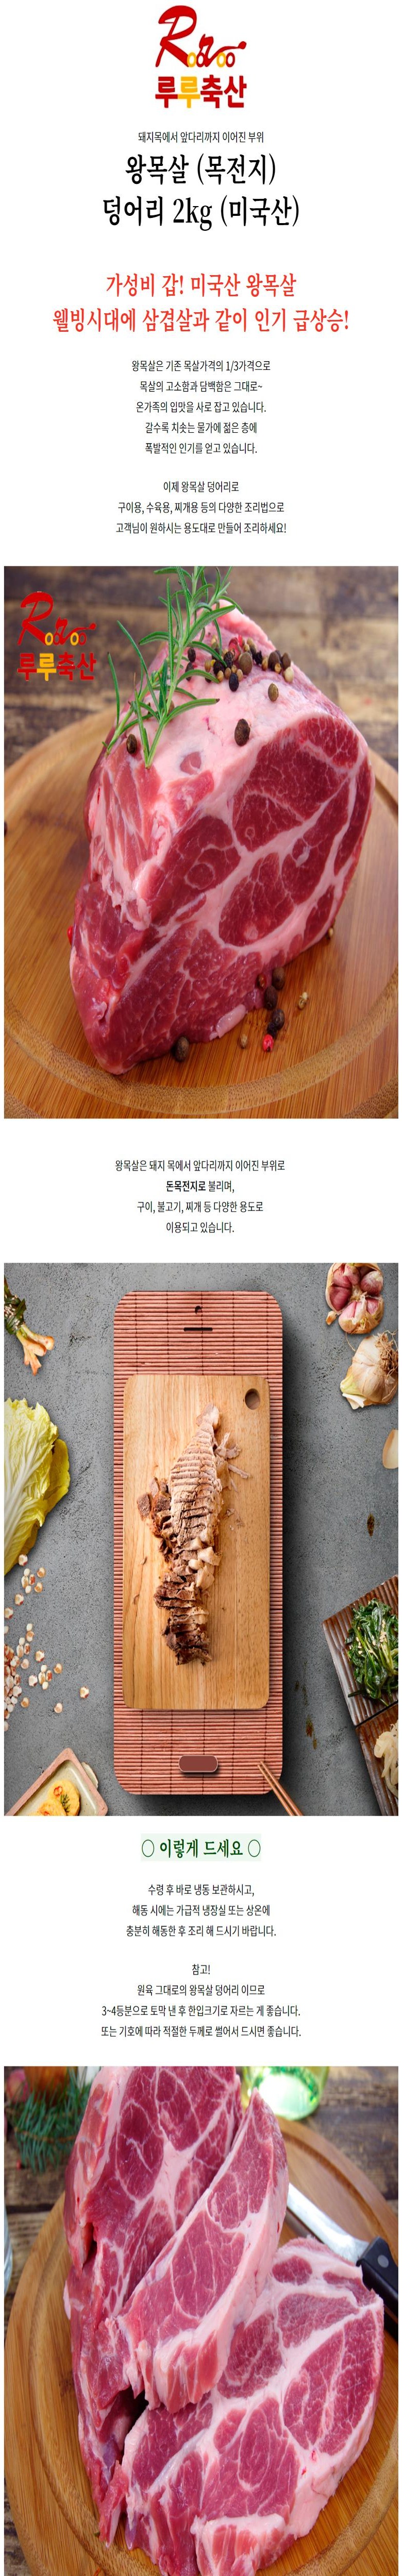 Rooroo
루루축산
돼지목에서 앞다리까지 이어진 부위
왕목살 (목전지)
덩어리 2kg (미국산)
가성비 갑! 미국산 왕목살
웰빙시대에 삼겹살과 같이 인기 급상승!
왕목살은 기존 목살가격의 1/3가격으로
목살의 고소함과 담백함은 그대로~
온가족의 입맛을 사로 잡고 있습니다.
갈수록 치솟는 물가에 젊은 층에
폭발적인 인기를 얻고 있습니다.
이제 왕목살 덩어리로
구이용, 수육용, 찌개용 등의 다양한 조리법으로
고객님이 원하시는 용도대로 만들어 조리하세요!
Rooroo
루루축산
왕목살은 돼지 목에서 앞다리까지 이어진 부위로
돈목전지로 불리며,
구이, 불고기, 찌개 등 다양한 용도로
이용되고 있습니다.
○ 이렇게 드세요 ○
수령 후 바로 냉동 보관하시고,
해동 시에는 가급적 냉장실 또는 상온에
충분히 해동한 후 조리 해 드시기 바랍니다.
참고!
원육 그대로의 왕목살 덩어리 이므로
3~4등분으로 토막 낸 후 한입크기로 자르는 게 좋습니다.
또는 기호에 따라 적절한 두께로 썰어서 드시면 좋습니다.